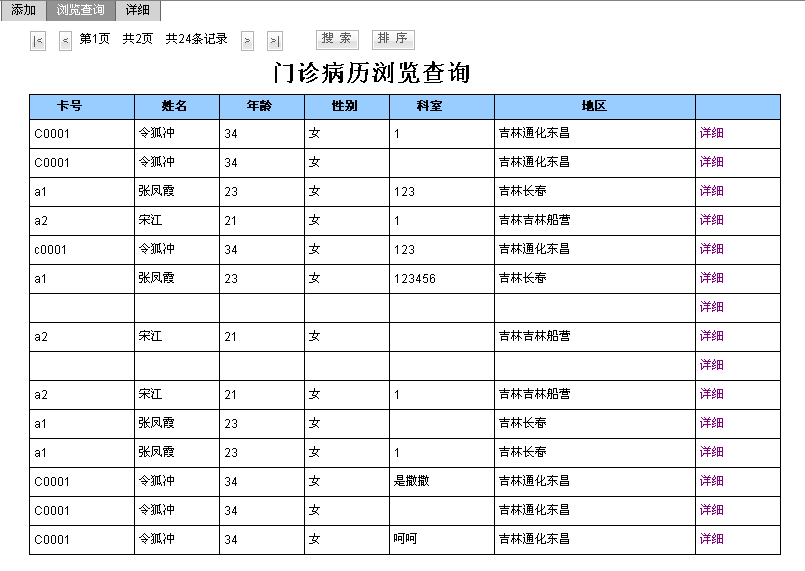 添加 浏览查询 详细
|< < 第1页 共2页 共24条记录 > >| 搜 索 排 序
门诊病历浏览查询
卡号 姓名 年龄 性别 科室 地区
C0001 令狐冲 34 女 1 吉林通化东昌 详细
C0001 令狐冲 34 女 吉林通化东昌 详细
a1 张凤霞 23 女 123 吉林长春 详细
a2 宋江 21 女 1 吉林吉林船营 详细
c0001 令狐冲 34 女 123 吉林通化东昌 详细
a1 张凤霞 23 女 123456 吉林长春 详细
详细
a2 宋江 21 女 吉林吉林船营 详细
详细
a2 宋江 21 女 1 吉林吉林船营 详细
a1 张凤霞 23 女 吉林长春 详细
a1 张凤霞 23 女 1 吉林长春 详细
C0001 令狐冲 34 女 是撒撒 吉林通化东昌 详细
C0001 令狐冲 34 女 吉林通化东昌 详细
C0001 令狐冲 34 女 呵呵 吉林通化东昌 详细